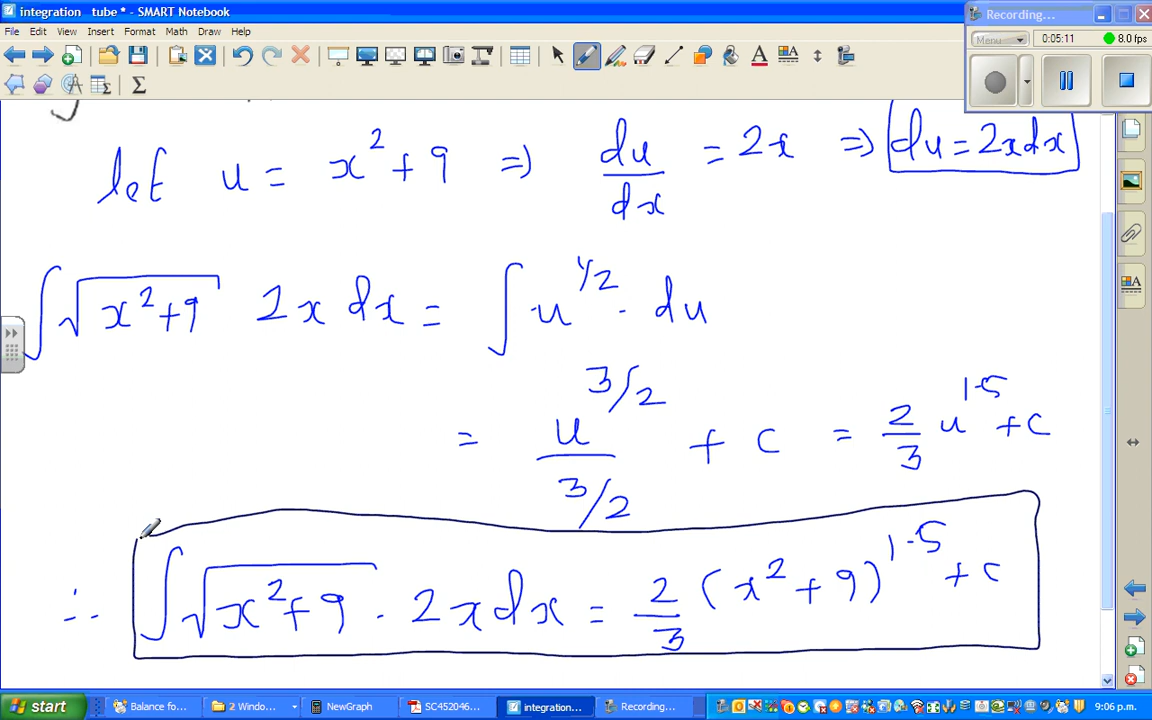 integration tube * - SMART Notebook
Recording...
File Edit View Insert Format Math Draw Help
Menu 0:05:11 8.0 fps
let u = x² + 9 ⇒ du/dx = 2x ⇒ du = 2x dx
∫ √(x²+9) 2x dx = ∫ u^(1/2) · du
= u^(3/2) / (3/2) + c = 2/3 u^1.5 + c
∴ ∫ √(x²+9) · 2x dx = 2/3 (x² + 9)^1.5 + c
start Balance fo... 2 Windo... NewGraph SC452046... integration... Recording... 9:06 p.m.